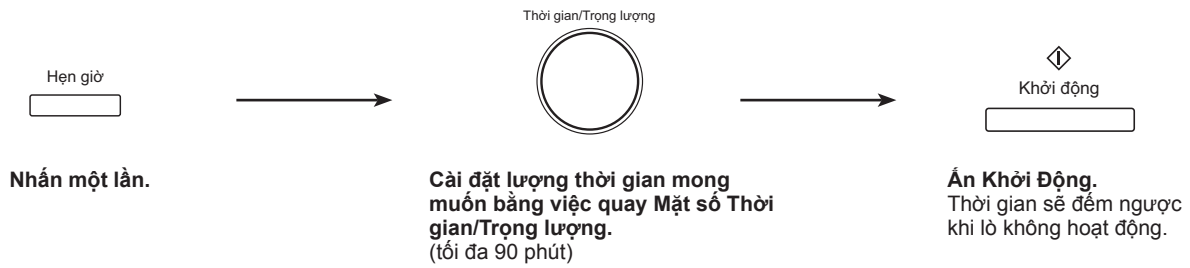 Thời gian/Trọng lượng
Hẹn giờ
Khởi động
Nhấn một lần.
Cài đặt lượng thời gian mong
muốn bằng việc quay Mặt số Thời
gian/Trọng lượng.
(tối đa 90 phút)
Ấn Khởi Động.
Thời gian sẽ đếm ngược
khi lò không hoạt động.